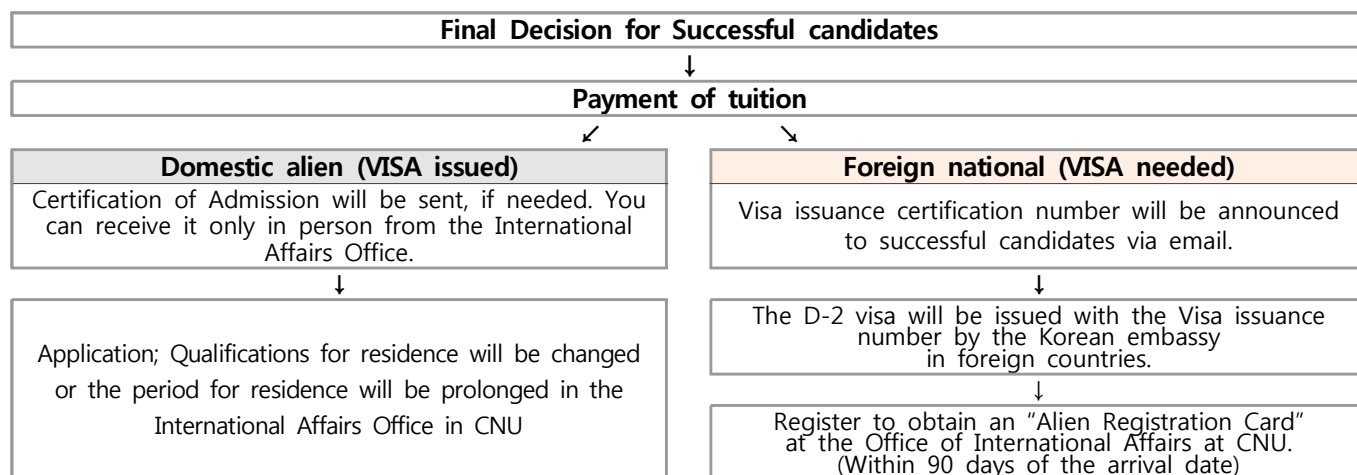 Final Decision for Successful candidates
↓
Payment of tuition
↙ ↘
Domestic alien (VISA issued)
Certification of Admission will be sent, if needed. You
can receive it only in person from the International
Affairs Office.
↓
Application; Qualifications for residence will be changed
or the period for residence will be prolonged in the
International Affairs Office in CNU
Foreign national (VISA needed)
Visa issuance certification number will be announced
to successful candidates via email.
↓
The D-2 visa will be issued with the Visa issuance
number by the Korean embassy
in foreign countries.
↓
Register to obtain an “Alien Registration Card”
at the Office of International Affairs at CNU.
(Within 90 days of the arrival date)